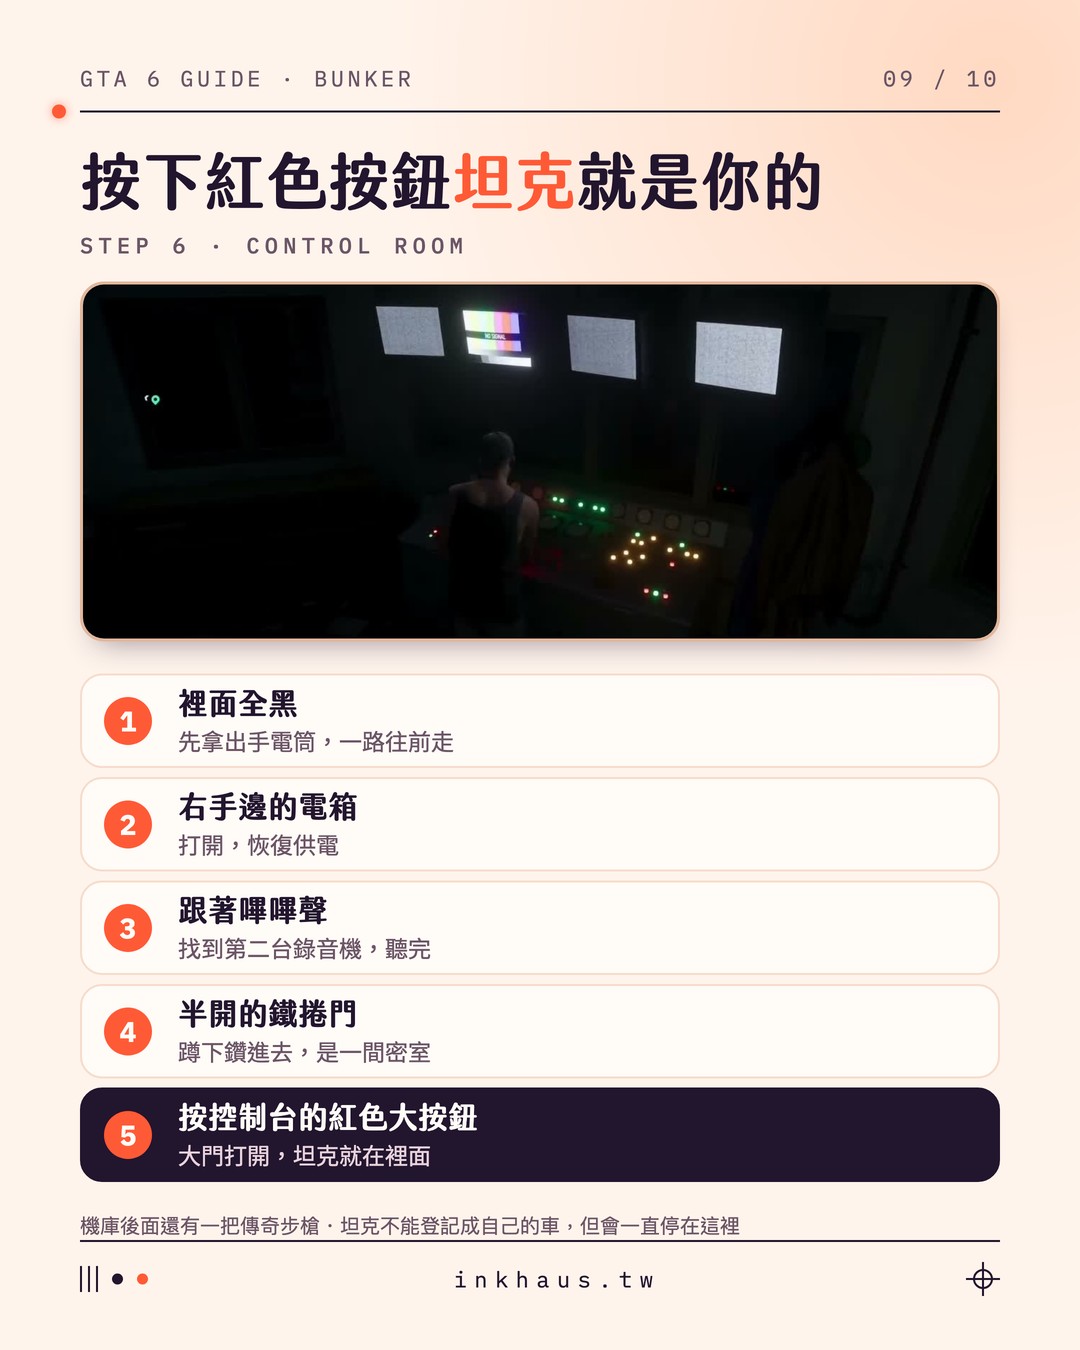 GTA 6 GUIDE · BUNKER
09 / 10
按下紅色按鈕坦克就是你的
STEP 6 · CONTROL ROOM
NO SIGNAL
1
裡面全黑
先拿出手電筒，一路往前走
2
右手邊的電箱
打開，恢復供電
3
跟著嗶嗶聲
找到第二台錄音機，聽完
4
半開的鐵捲門
蹲下鑽進去，是一間密室
5
按控制台的紅色大按鈕
大門打開，坦克就在裡面
機庫後面還有一把傳奇步槍 · 坦克不能登記成自己的車，但會一直停在這裡
inkhaus.tw